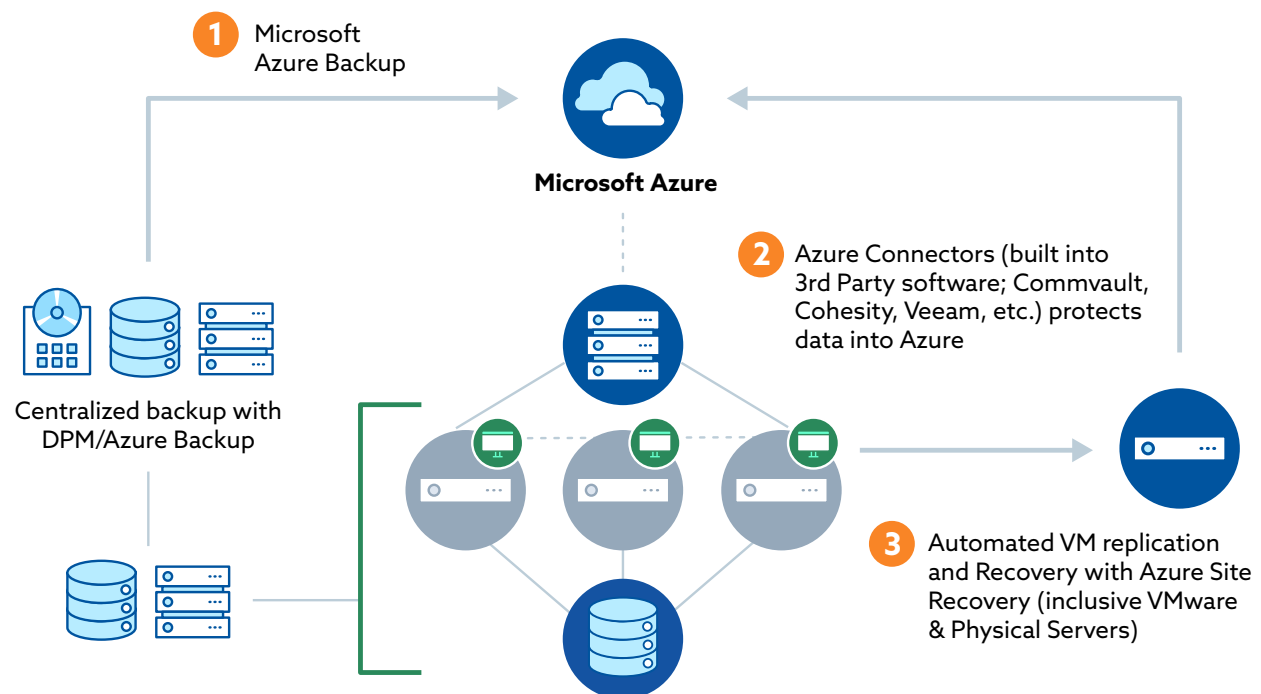 1
Microsoft
Azure Backup
Microsoft Azure
2
Azure Connectors (built into
3rd Party software; Commvault,
Cohesity, Veeam, etc.) protects
data into Azure
Centralized backup with
DPM/Azure Backup
3
Automated VM replication
and Recovery with Azure Site
Recovery (inclusive VMware
& Physical Servers)